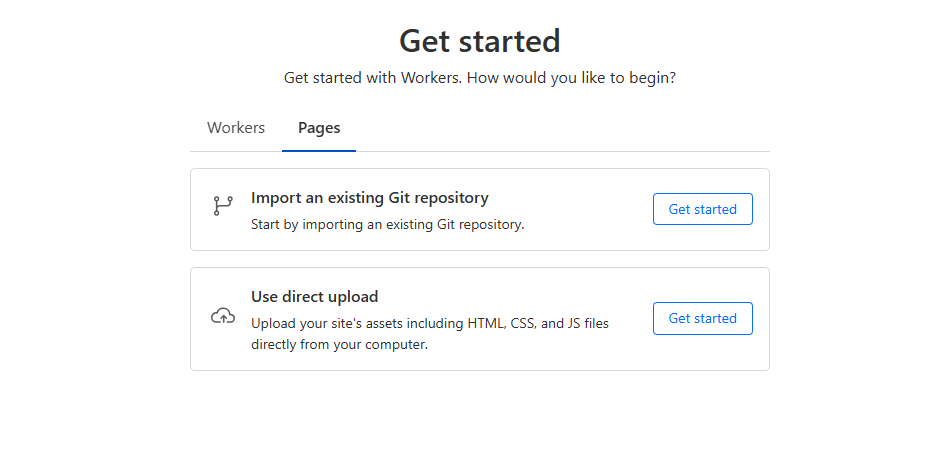 Get started
Get started with Workers. How would you like to begin?
Workers Pages
Import an existing Git repository
Start by importing an existing Git repository.
Get started
Use direct upload
Upload your site's assets including HTML, CSS, and JS files
directly from your computer.
Get started